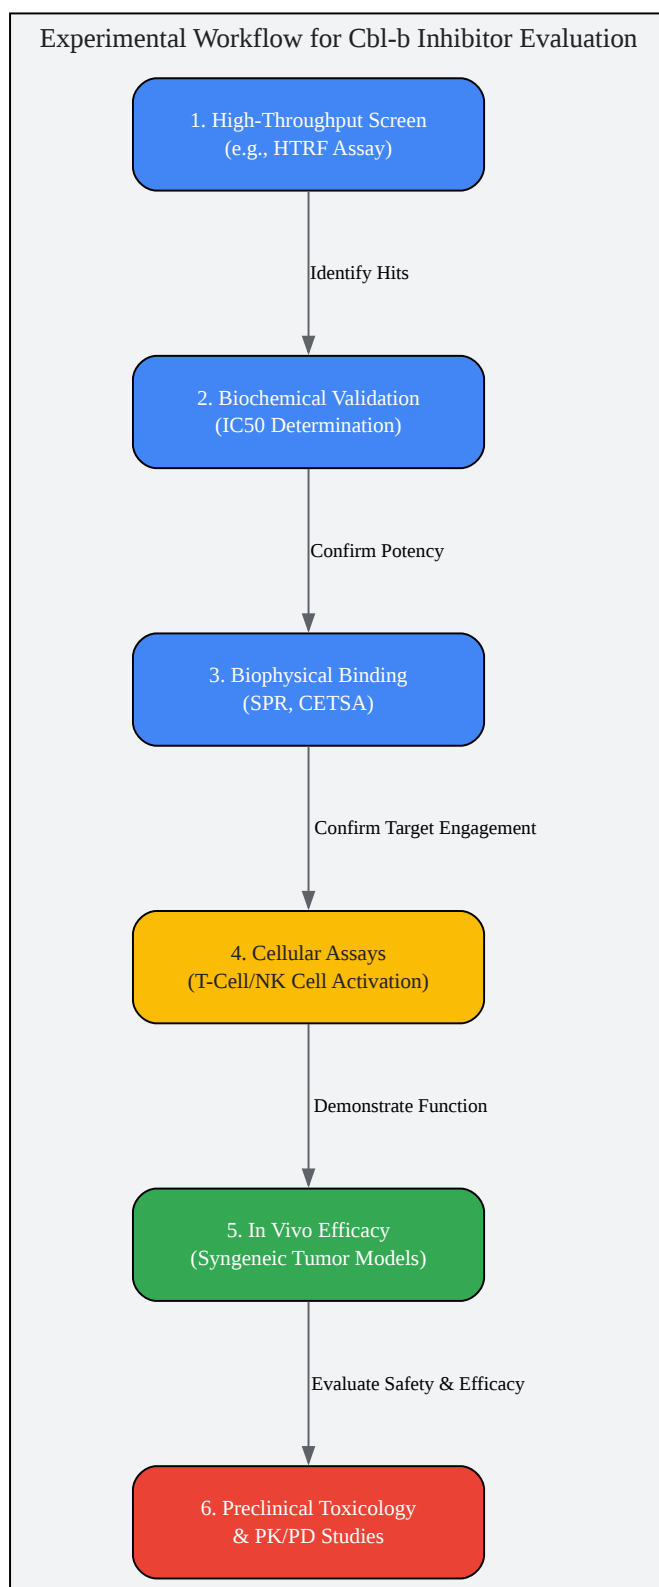 Experimental Workflow for Cbl-b Inhibitor Evaluation
1. High-Throughput Screen
(e.g., HTRF Assay)
Identify Hits
2. Biochemical Validation
(IC50 Determination)
Confirm Potency
3. Biophysical Binding
(SPR, CETSA)
Confirm Target Engagement
4. Cellular Assays
(T-Cell/NK Cell Activation)
Demonstrate Function
5. In Vivo Efficacy
(Syngeneic Tumor Models)
Evaluate Safety & Efficacy
6. Preclinical Toxicology
& PK/PD Studies